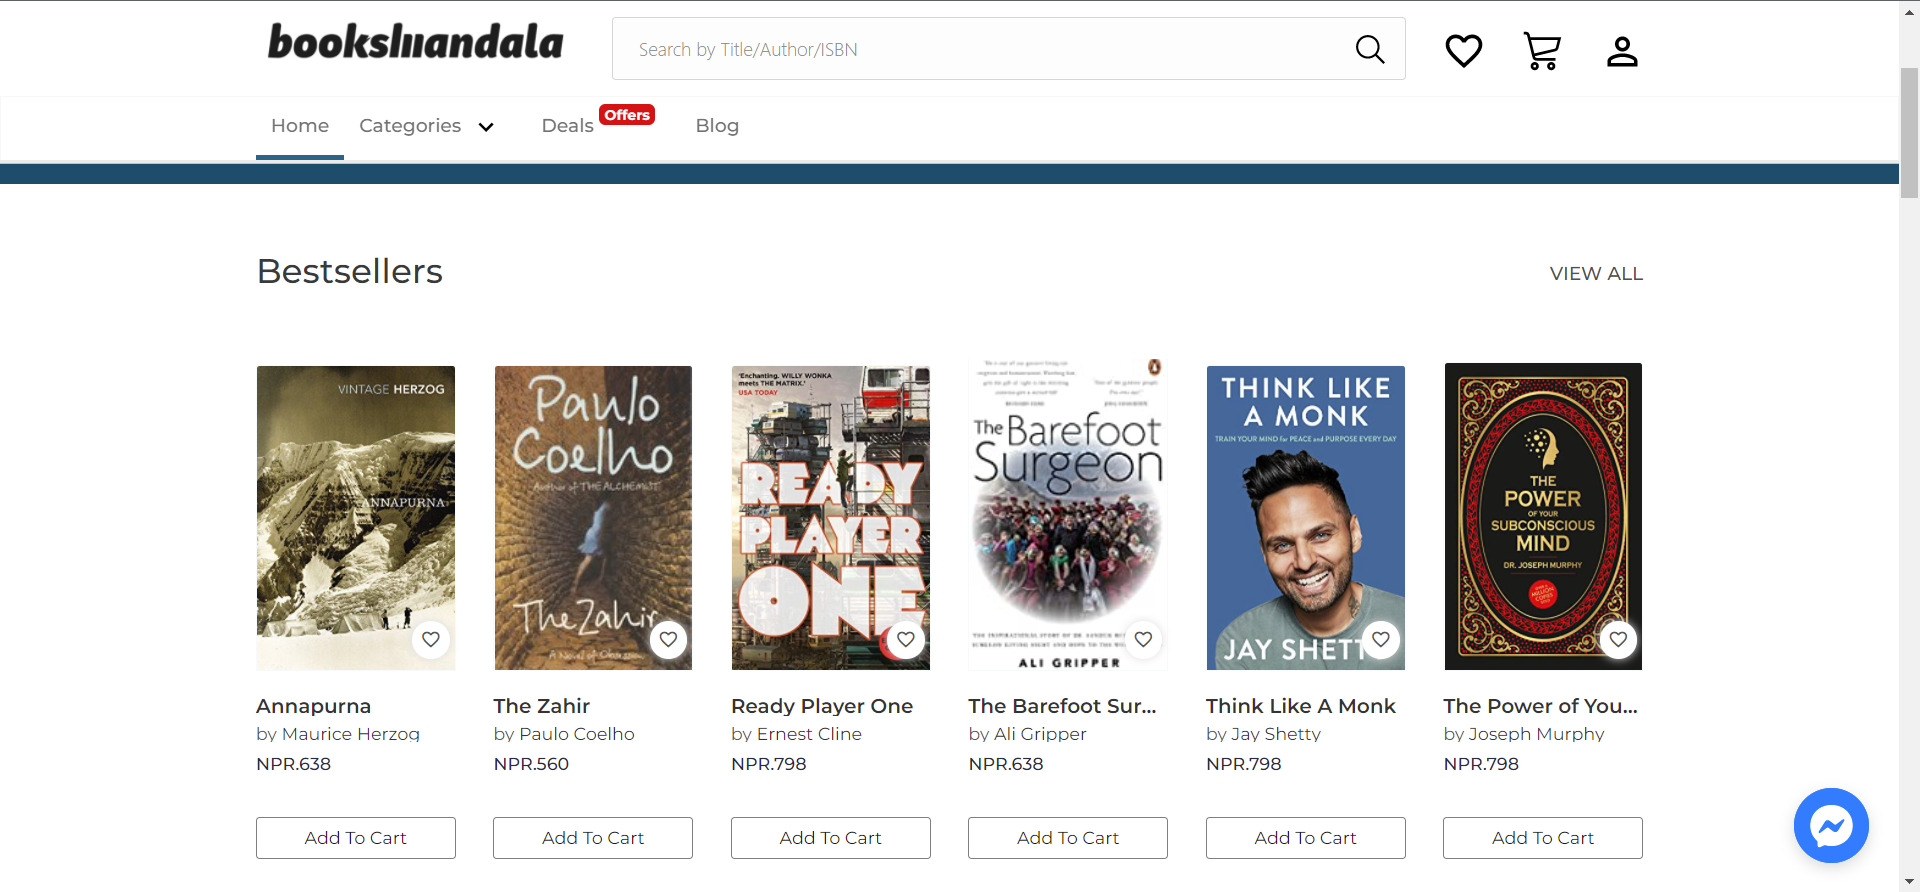 booksmandala
Search by Title/Author/ISBN
Home
Categories
Deals
Offers
Blog
Bestsellers
VIEW ALL
VINTAGE HERZOG
ANNAPURNA
Paulo
Coelho
Author of THE ALCHEMIST
The Zahir
A Novel of Obsession
'Enchanting. WILLY WONKA
meets THE MATRIX.'
USA TODAY
READY
PLAYER
ONE
The Barefoot
Surgeon
ALI GRIPPER
THINK LIKE
A MONK
TRAIN YOUR MIND for PEACE and PURPOSE EVERY DAY
JAY SHETT
THE
POWER
OF YOUR
SUBCONSCIOUS
MIND
DR. JOSEPH MURPHY
MILLION
COPIES
Annapurna
by Maurice Herzog
NPR.638
Add To Cart
The Zahir
by Paulo Coelho
NPR.560
Add To Cart
Ready Player One
by Ernest Cline
NPR.798
Add To Cart
The Barefoot Sur...
by Ali Gripper
NPR.638
Add To Cart
Think Like A Monk
by Jay Shetty
NPR.798
Add To Cart
The Power of You...
by Joseph Murphy
NPR.798
Add To Cart